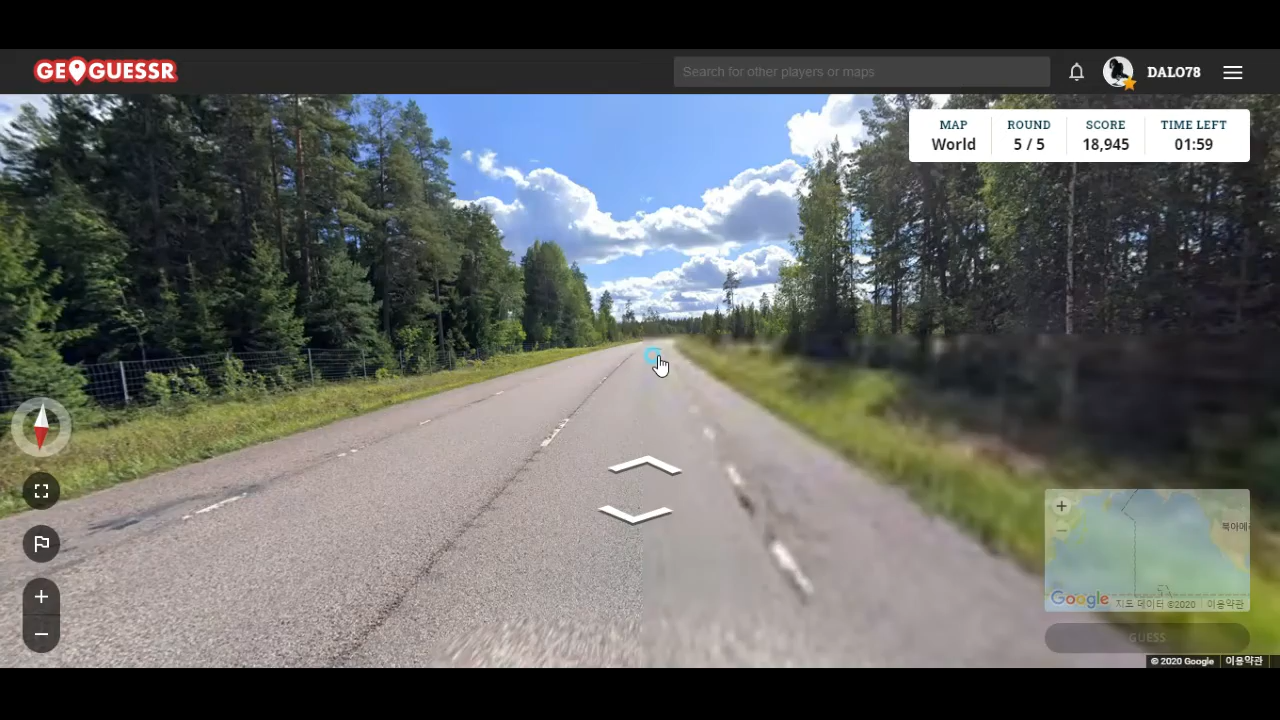 GEOGUESSR
Search for other players or maps
DALO78
MAP ROUND SCORE TIME LEFT
World 5 / 5 18,945 01:59
북아메
Google 지도 데이터 ©2020 이용약관
GUESS
© 2020 Google 이용약관